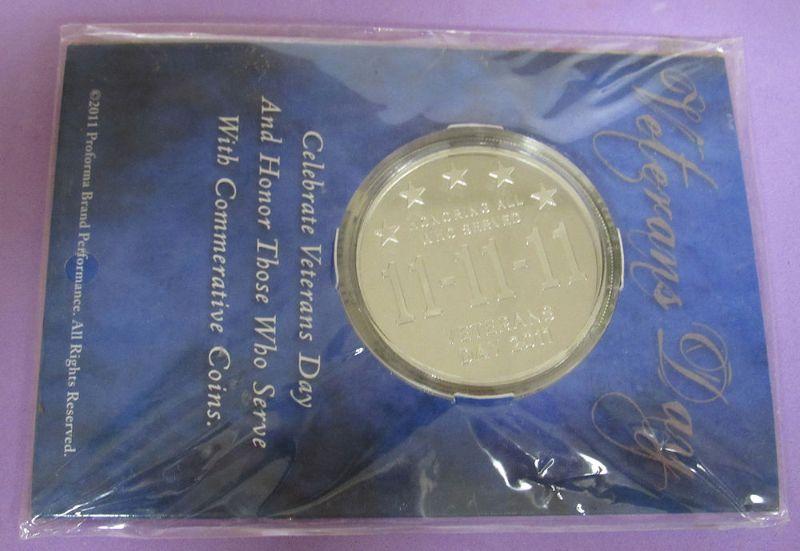 Veterans Day
HONORING ALL
WHO SERVED
11-11-11
VETERANS
DAY 2011
Celebrate Veterans Day
And Honor Those Who Serve
With Commerative Coins.
©2011 Proforma Brand Performance. All Rights Reserved.